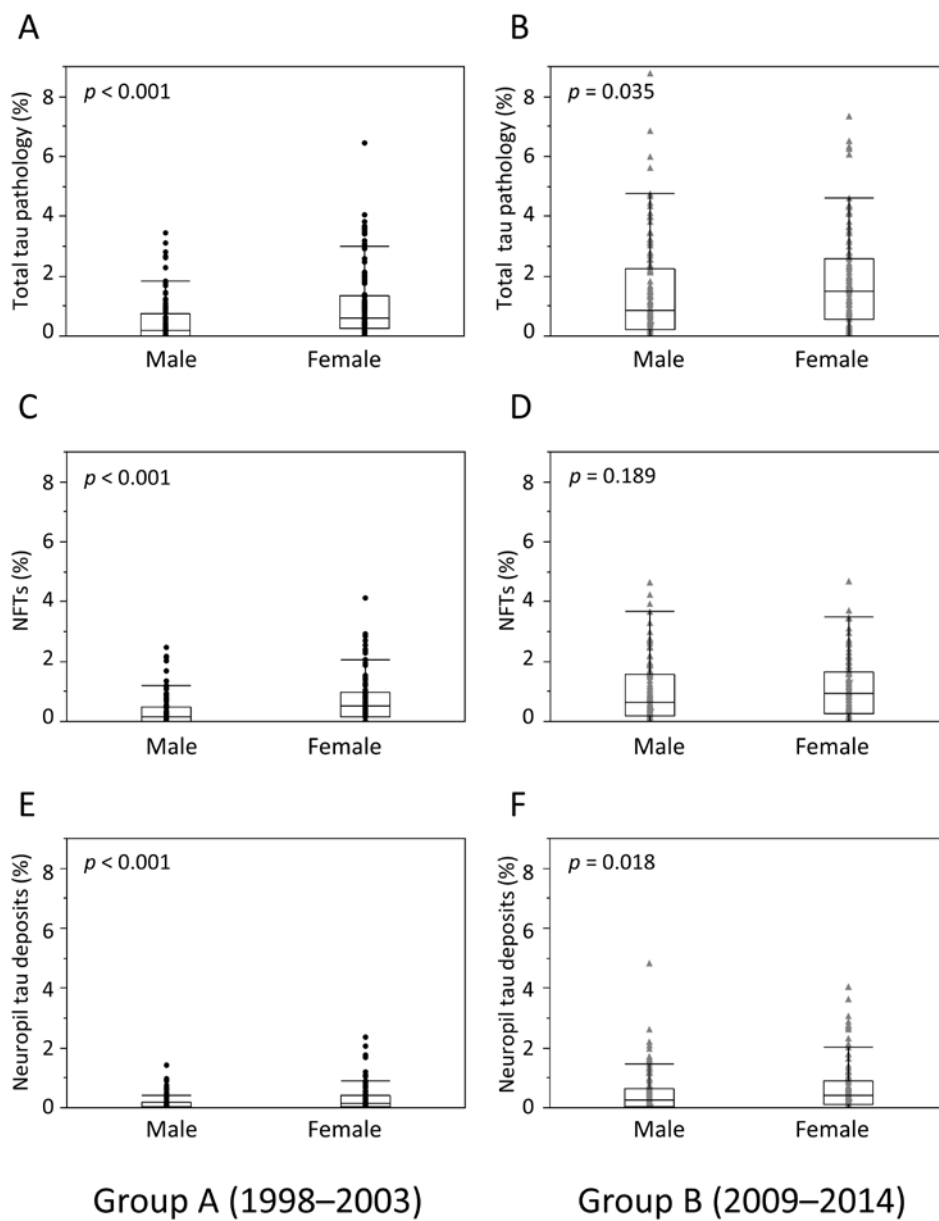 A
B
Total tau pathology (%)
8
6
4
2
0
p < 0.001
Male
Female
Total tau pathology (%)
8
6
4
2
0
p = 0.035
Male
Female
C
D
NFTs (%)
8
6
4
2
0
p < 0.001
Male
Female
NFTs (%)
8
6
4
2
0
p = 0.189
Male
Female
E
F
Neuropil tau deposits (%)
8
6
4
2
0
p < 0.001
Male
Female
Neuropil tau deposits (%)
8
6
4
2
0
p = 0.018
Male
Female
Group A (1998–2003)
Group B (2009–2014)